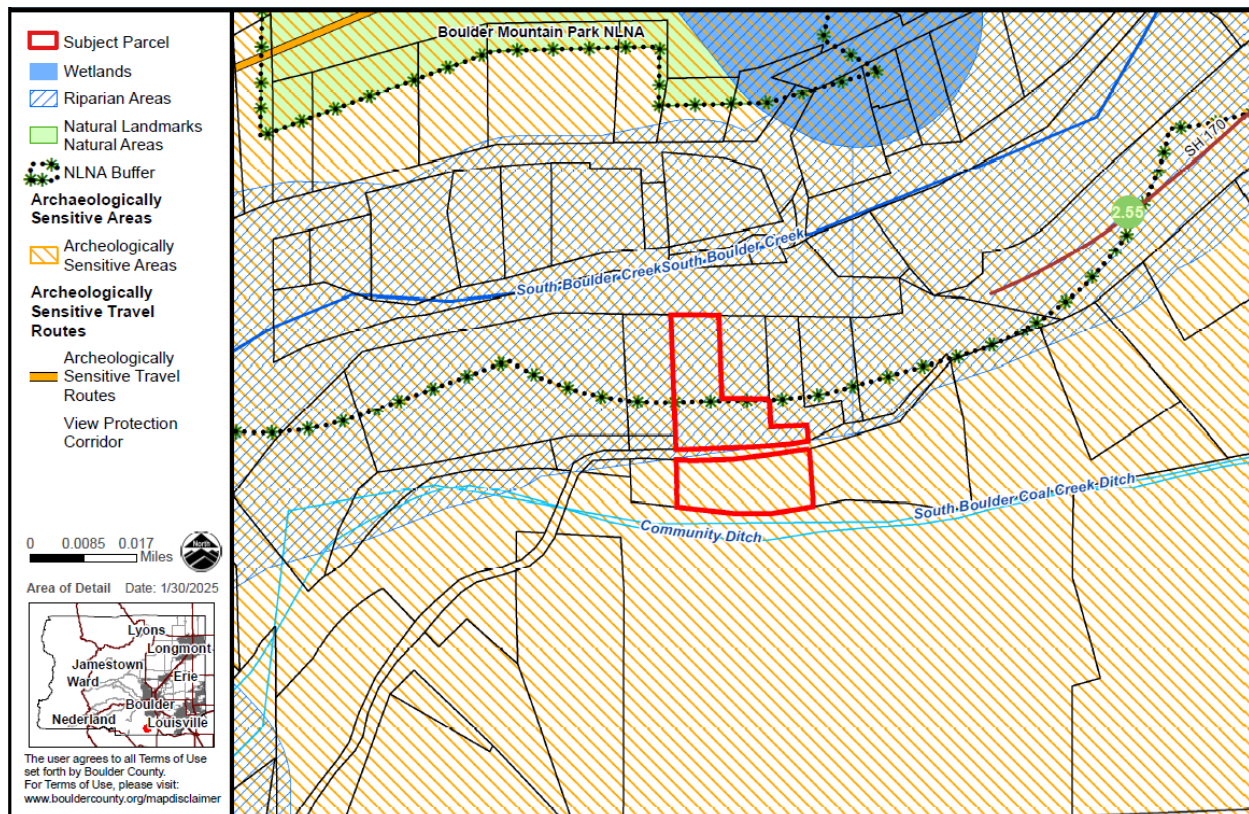 Subject Parcel
Wetlands
Riparian Areas
Natural Landmarks
Natural Areas
NLNA Buffer
Archaeologically
Sensitive Areas
Archeologically
Sensitive Areas
Archeologically
Sensitive Travel
Routes
Archeologically
Sensitive Travel
Routes
View Protection
Corridor
0 0.0085 0.017
Miles
North
Area of Detail Date: 1/30/2025
Lyons
Longmont
Jamestown
Ward
Erie
Boulder
Nederland
Louisville
The user agrees to all Terms of Use
set forth by Boulder County.
For Terms of Use, please visit:
www.bouldercounty.org/mapdisclaimer
Boulder Mountain Park NLNA
SH 170
2.55
South Boulder Creek
South Boulder Creek
South Boulder Coal Creek Ditch
Community Ditch